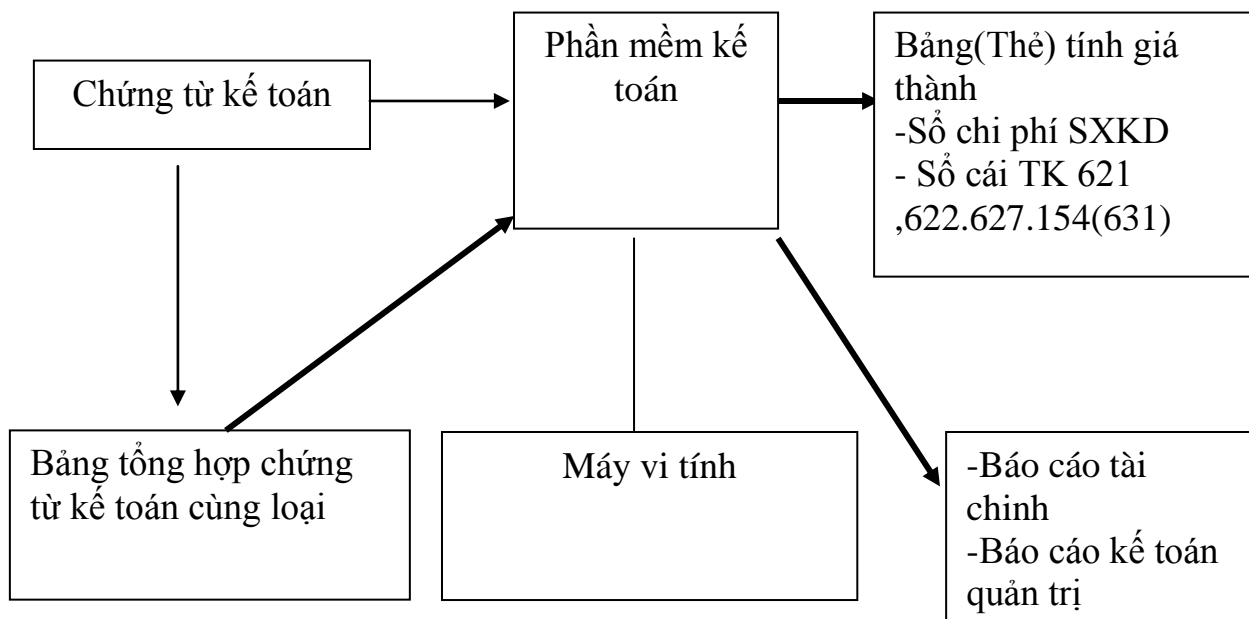 Chứng từ kế toán
Phần mềm kế
toán
Bảng(Thẻ) tính giá
thành
-Sổ chi phí SXKD
- Sổ cái TK 621
,622.627.154(631)
Bảng tổng hợp chứng
từ kế toán cùng loại
Máy vi tính
-Báo cáo tài
chinh
-Báo cáo kế toán
quản trị